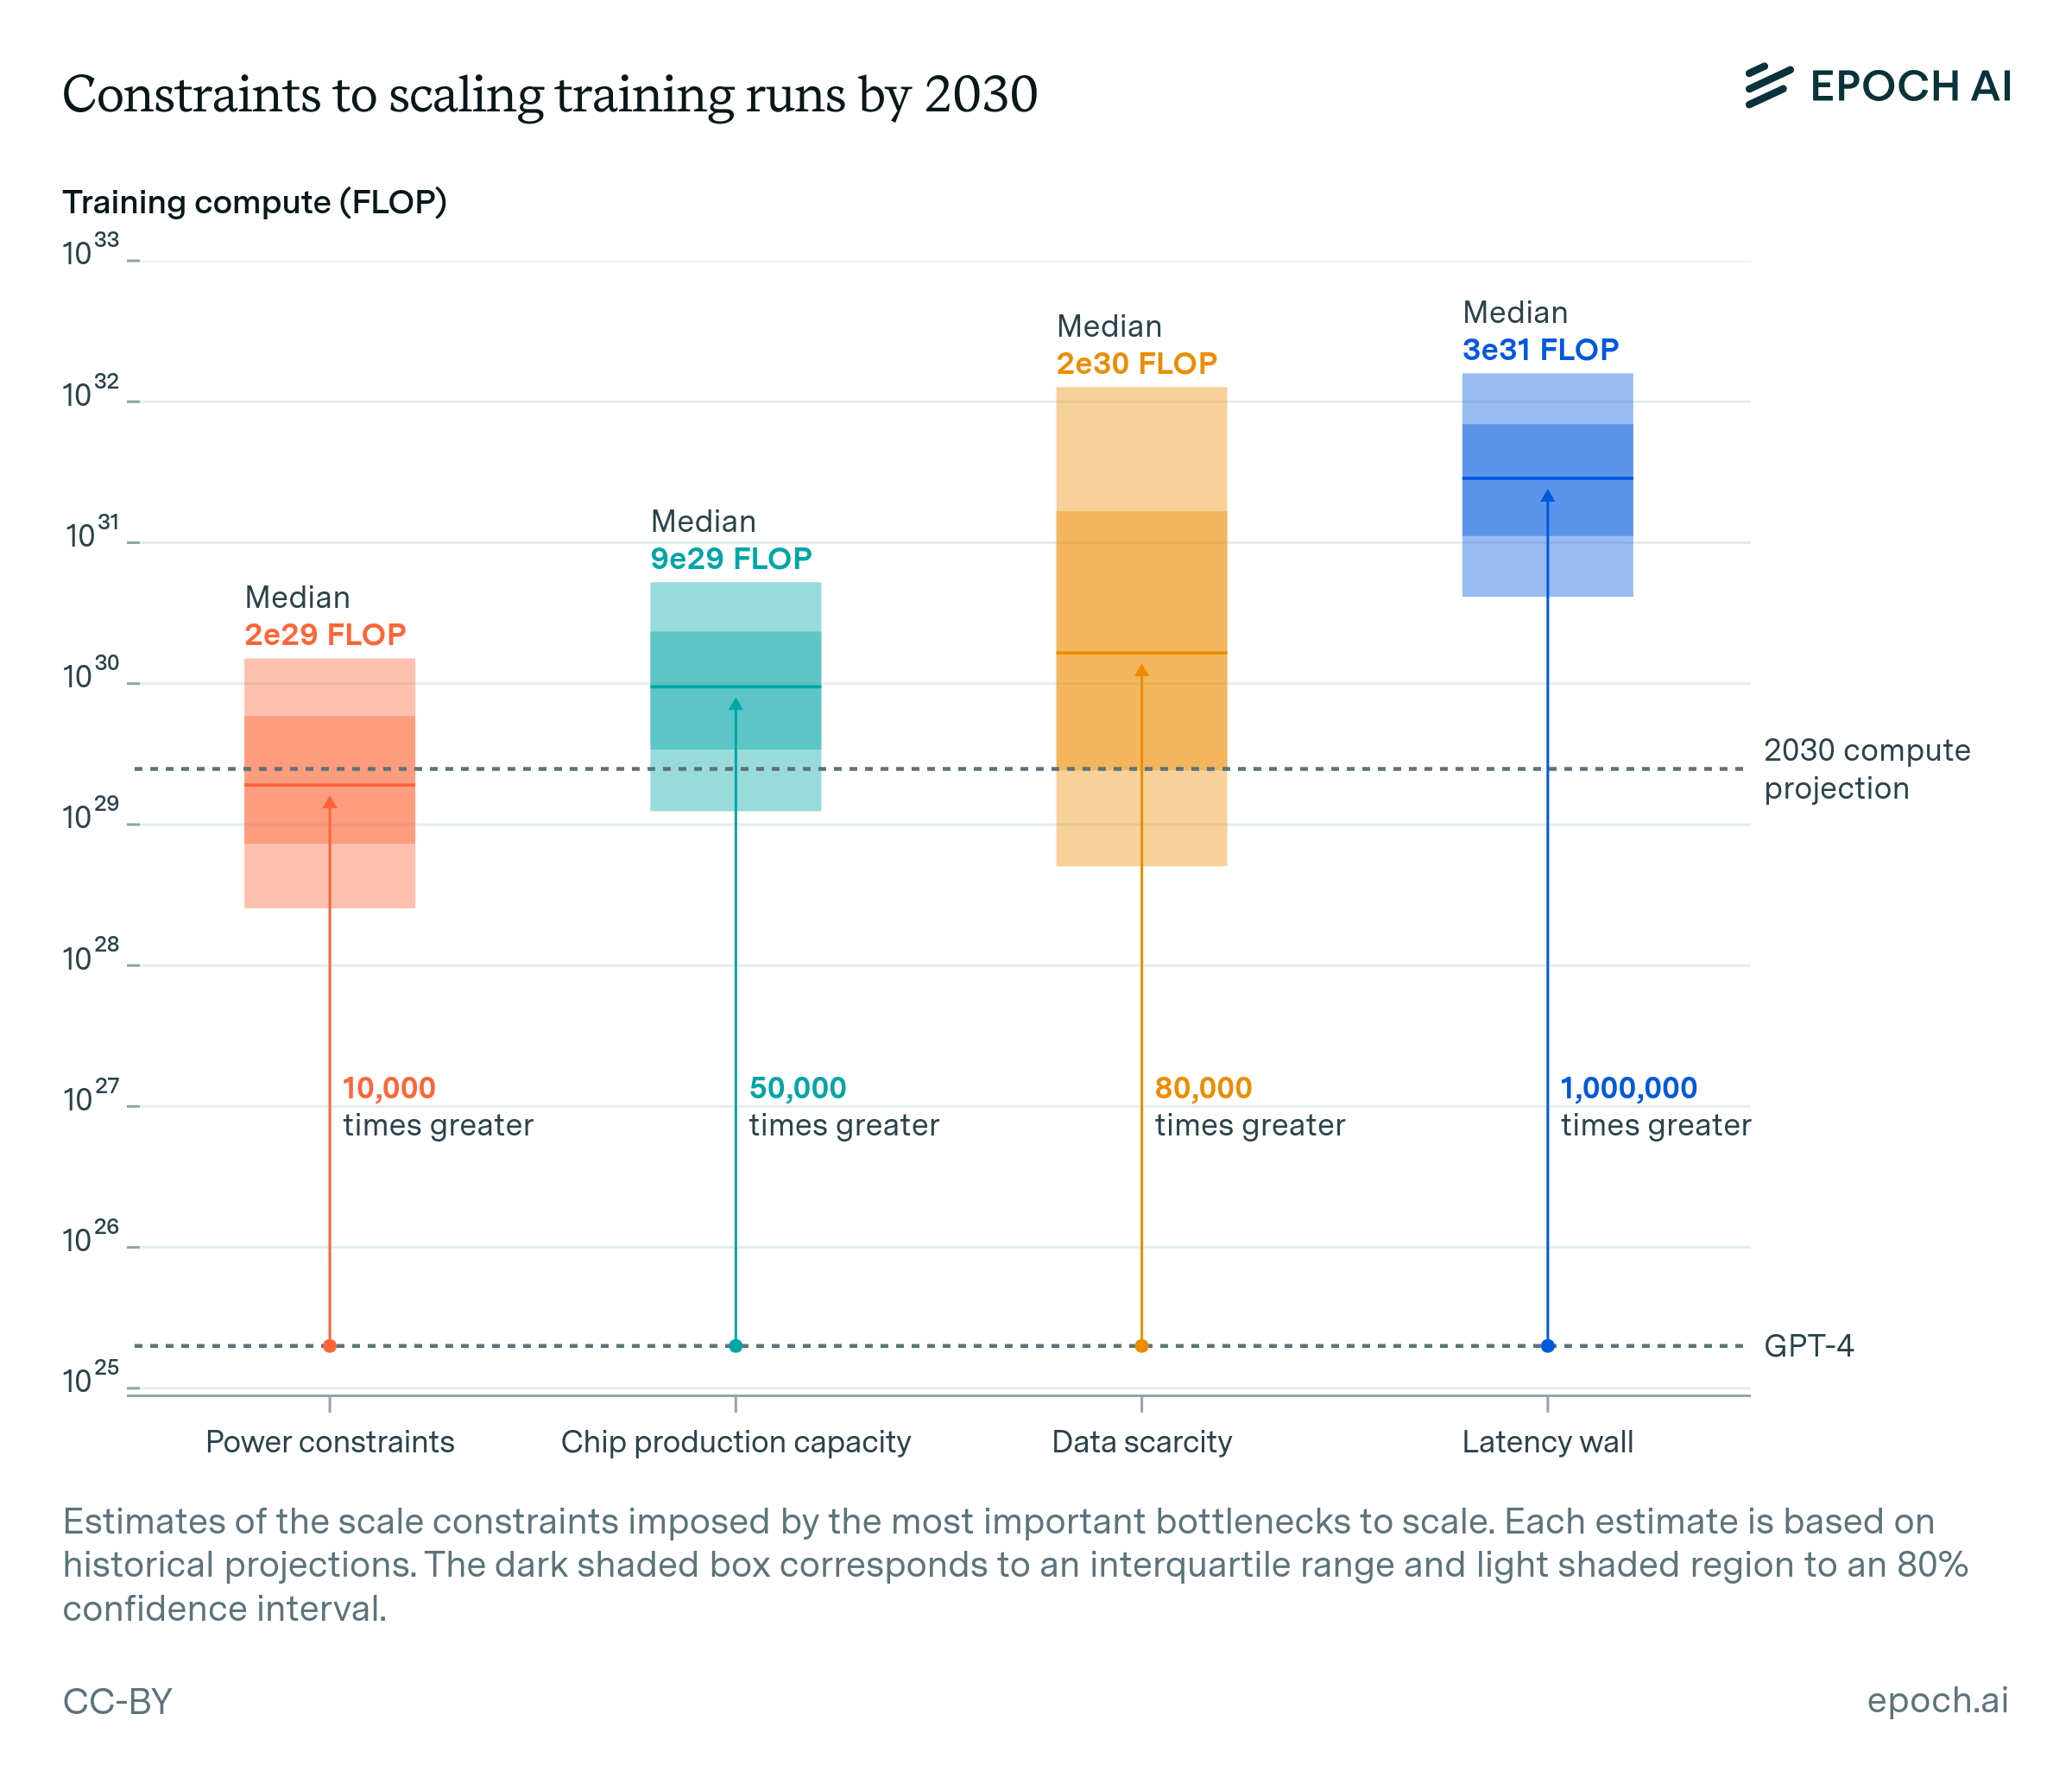 Constraints to scaling training runs by 2030
EPOCH AI
Training compute (FLOP)
10^33
10^32
10^31
10^30
10^29
10^28
10^27
10^26
10^25
Median
2e29 FLOP
Median
9e29 FLOP
Median
2e30 FLOP
Median
3e31 FLOP
2030 compute
projection
10,000
times greater
50,000
times greater
80,000
times greater
1,000,000
times greater
GPT-4
Power constraints
Chip production capacity
Data scarcity
Latency wall
Estimates of the scale constraints imposed by the most important bottlenecks to scale. Each estimate is based on
historical projections. The dark shaded box corresponds to an interquartile range and light shaded region to an 80%
confidence interval.
CC-BY
epoch.ai